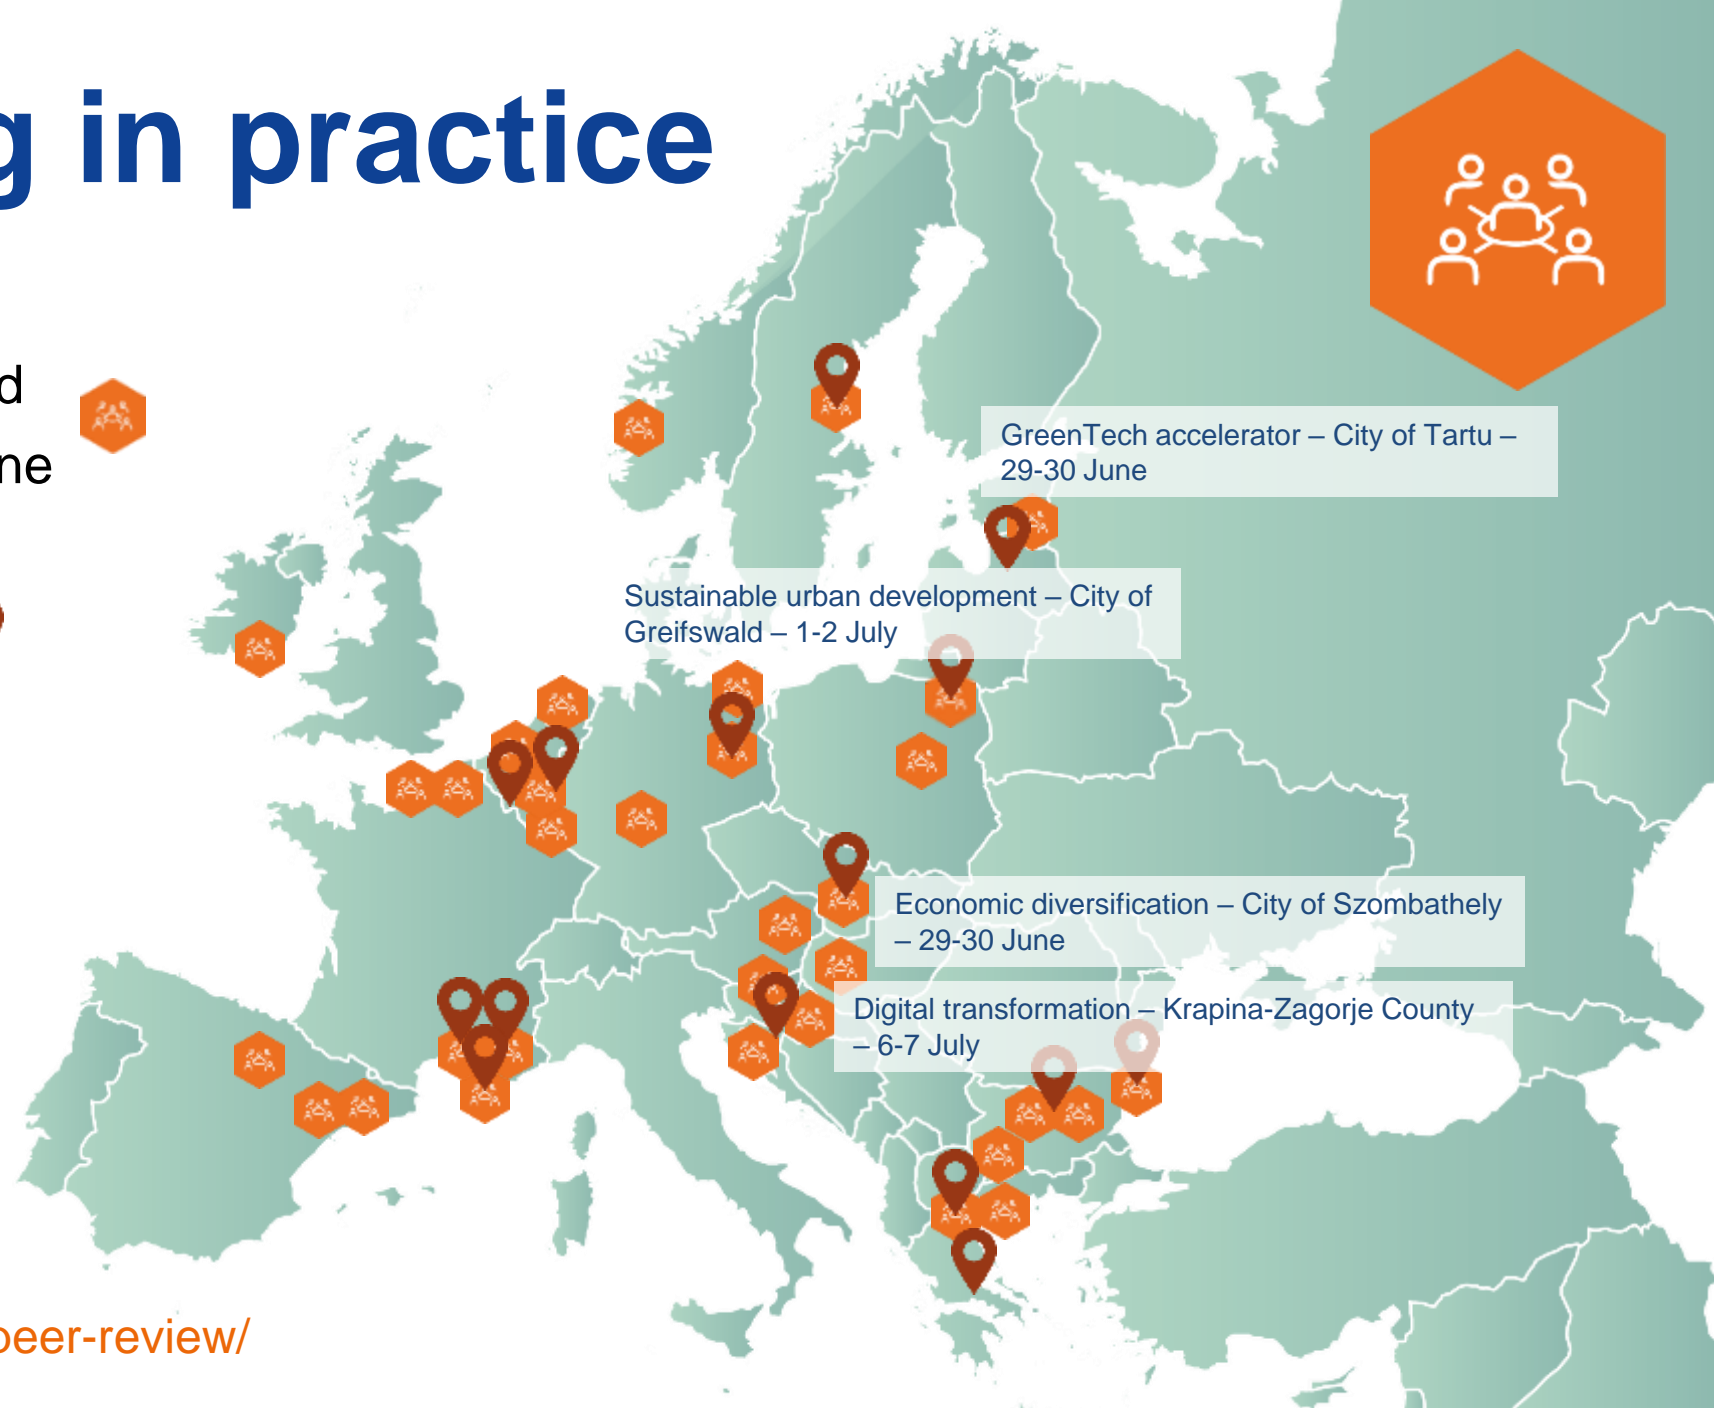 g in practice
d
ne
GreenTech accelerator – City of Tartu –
29-30 June
Sustainable urban development – City of
Greifswald – 1-2 July
Economic diversification – City of Szombathely
– 29-30 June
Digital transformation – Krapina-Zagorje County
– 6-7 July
peer-review/